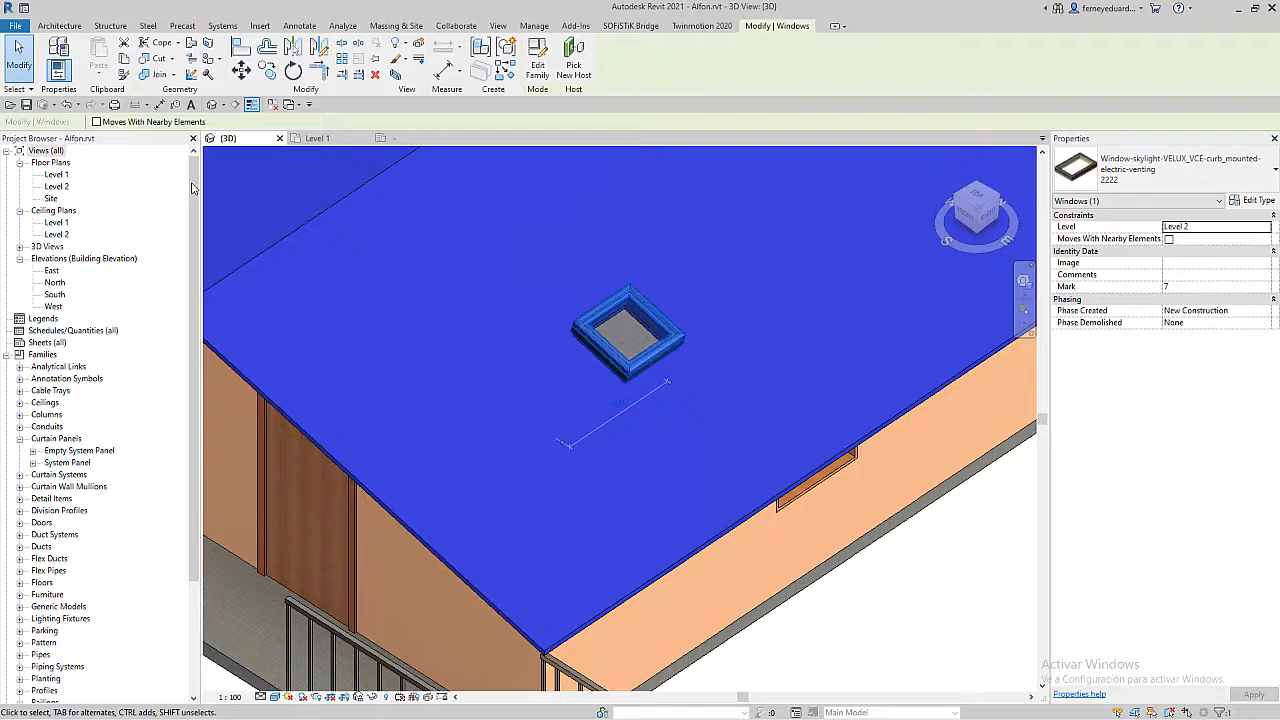 Autodesk Revit 2021 - Alfon.rvt - 3D View: {3D}
ferneyeduard...
File Architecture Structure Steel Precast Systems Insert Annotate Analyze Massing & Site Collaborate View Manage Add-Ins SOFiSTiK Bridge Twinmotion2020 Modify | Windows
Modify Paste Cope Cut Join Edit Family Pick New Host
Select Properties Clipboard Geometry Modify View Measure Create Mode Host
Modify | Windows Moves With Nearby Elements
Project Browser - Alfon.rvt
{3D}
Level 1
Properties
Views (all)
Floor Plans
Level 1
Level 2
Site
Ceiling Plans
Level 1
Level 2
3D Views
Elevations (Building Elevation)
East
North
South
West
Legends
Schedules/Quantities (all)
Sheets (all)
Families
Analytical Links
Annotation Symbols
Cable Trays
Ceilings
Columns
Conduits
Curtain Panels
Empty System Panel
System Panel
Curtain Systems
Curtain Wall Mullions
Detail Items
Division Profiles
Doors
Duct Systems
Ducts
Flex Ducts
Flex Pipes
Floors
Furniture
Generic Models
Lighting Fixtures
Parking
Pattern
Pipes
Piping Systems
Planting
Profiles
Railings
TOP
S
E
Window-skylight-VELUX_VCE-curb_mounted-
electric-venting
2222
Windows (1) Edit Type
Constraints
Level Level 2
Moves With Nearby Elements
Identity Data
Image
Comments
Mark 7
Phasing
Phase Created New Construction
Phase Demolished None
Activar Windows
Ve a Configuración para activar Windows.
Properties help Apply
1 : 100
Click to select, TAB for alternates, CTRL adds, SHIFT unselects.
:0
Main Model
:1